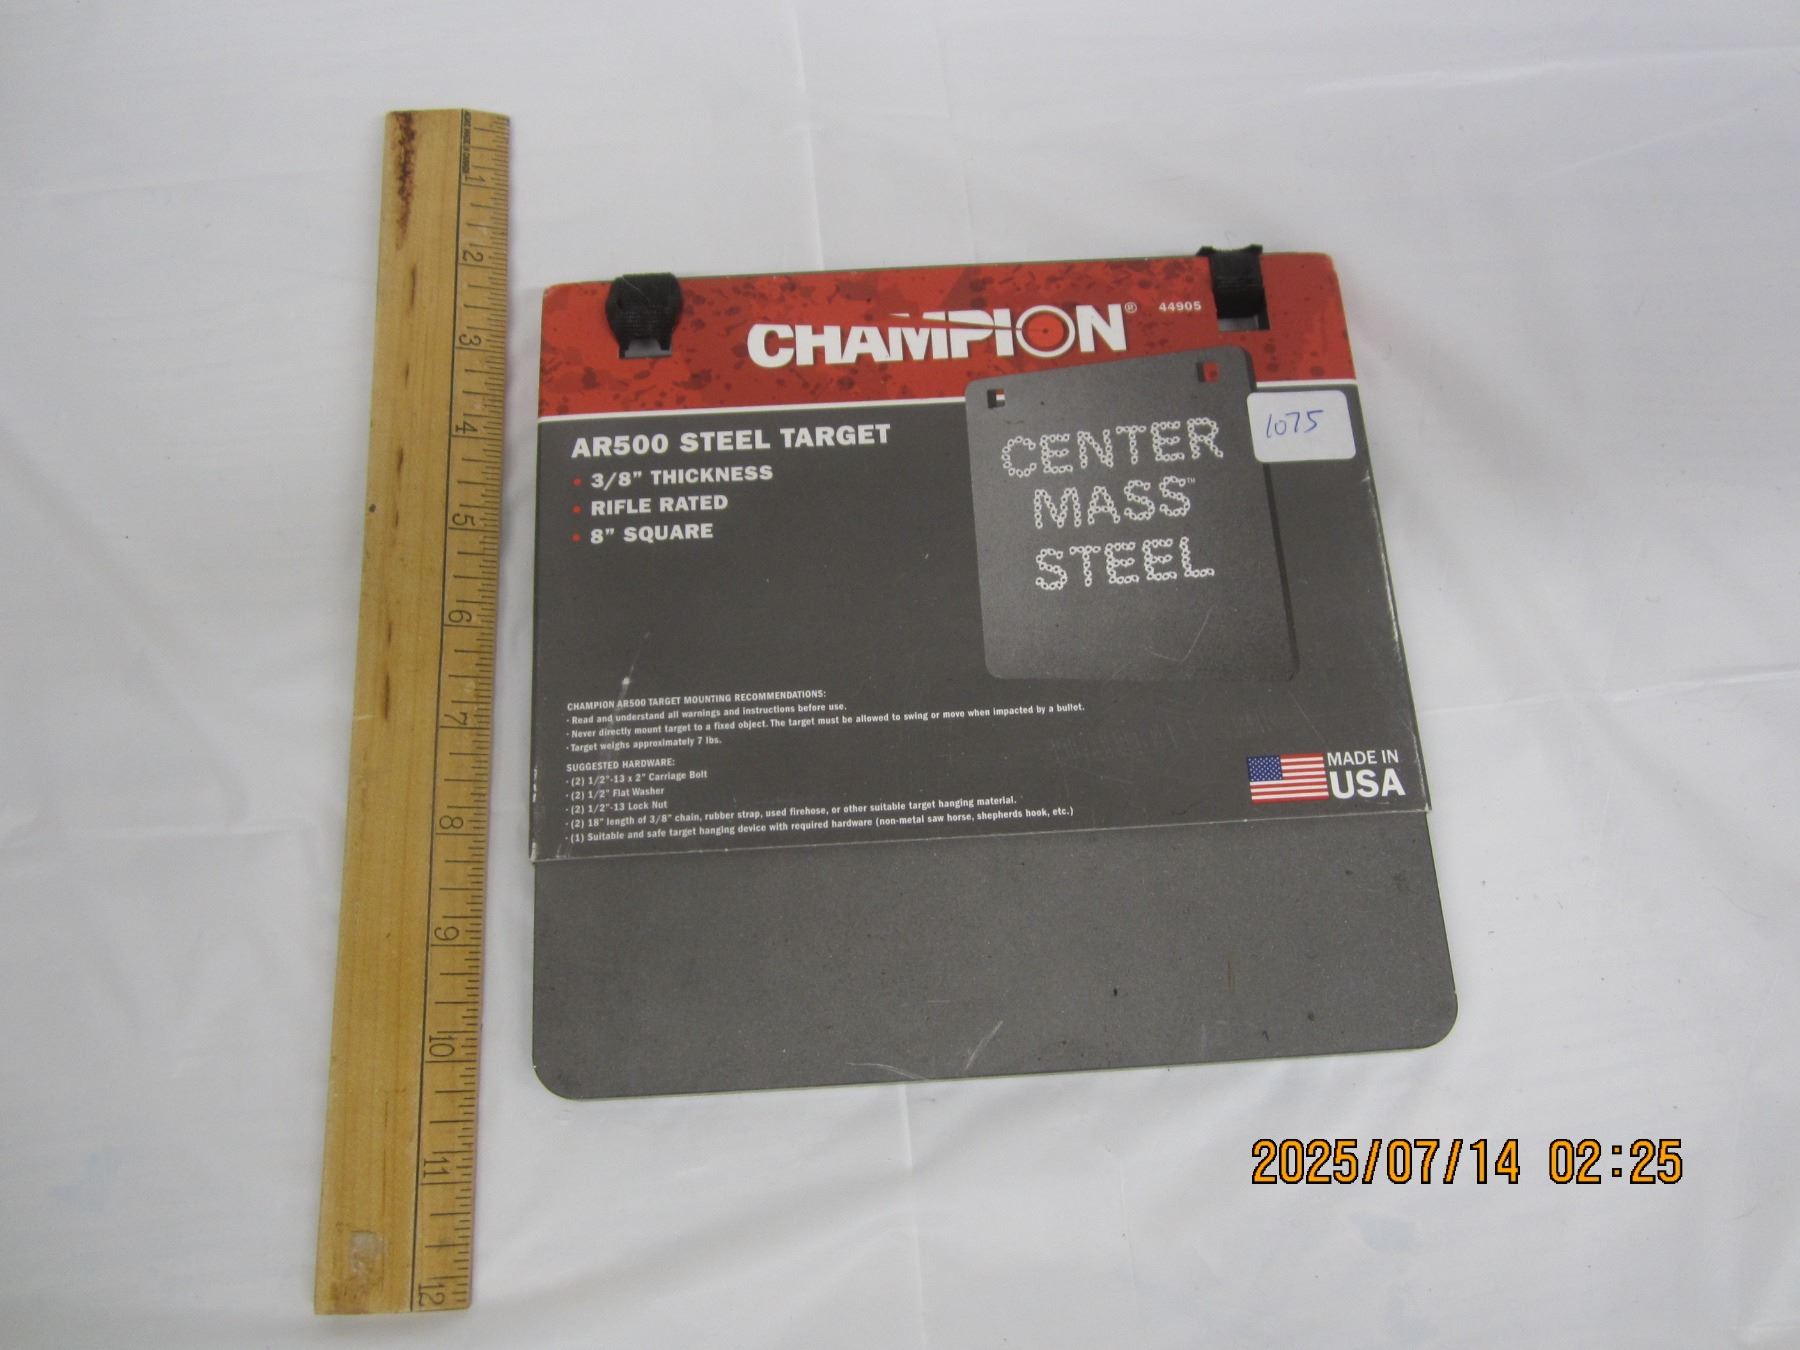 CHAMPION® 44905
AR500 STEEL TARGET
• 3/8” THICKNESS
• RIFLE RATED
• 8” SQUARE
CENTER
MASS™
STEEL
1075
CHAMPION AR500 TARGET MOUNTING RECOMMENDATIONS:
· Read and understand all warnings and instructions before use.
· Never directly mount target to a fixed object. The target must be allowed to swing or move when impacted by a bullet.
· Target weighs approximately 7 lbs.
SUGGESTED HARDWARE:
· (2) 1/2"-13 x 2" Carriage Bolt
· (2) 1/2" Flat Washer
· (2) 1/2"-13 Lock Nut
· (2) 18" length of 3/8" chain, rubber strap, used firehose, or other suitable target hanging material.
· (1) Suitable and safe target hanging device with required hardware (non-metal saw horse, shepherds hook, etc.)
MADE IN
USA
1
2
3
4
5
6
7
8
9
10
11
12
2025/07/14 02:25